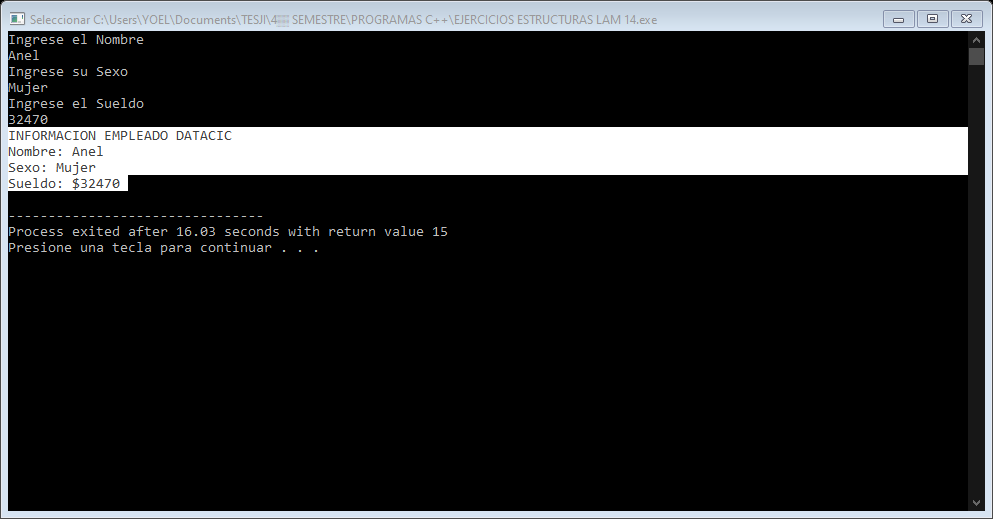 Seleccionar C:\Users\YOEL\Documents\TESJI\4 SEMESTRE\PROGRAMAS C++\EJERCICIOS ESTRUCTURAS LAM 14.exe
Ingrese el Nombre
Anel
Ingrese su Sexo
Mujer
Ingrese el Sueldo
32470
INFORMACION EMPLEADO DATACIC
Nombre: Anel
Sexo: Mujer
Sueldo: $32470
--------------------------------
Process exited after 16.03 seconds with return value 15
Presione una tecla para continuar . . .